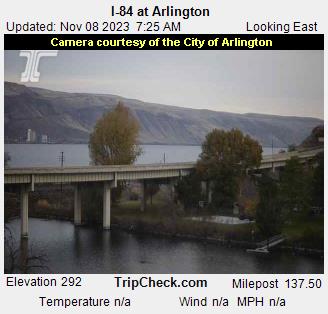 I-84 at Arlington
Updated: Nov 08 2023 7:25 AM Looking East
Camera courtesy of the City of Arlington
Elevation 292 TripCheck.com Milepost 137.50
Temperature n/a Wind n/a MPH n/a